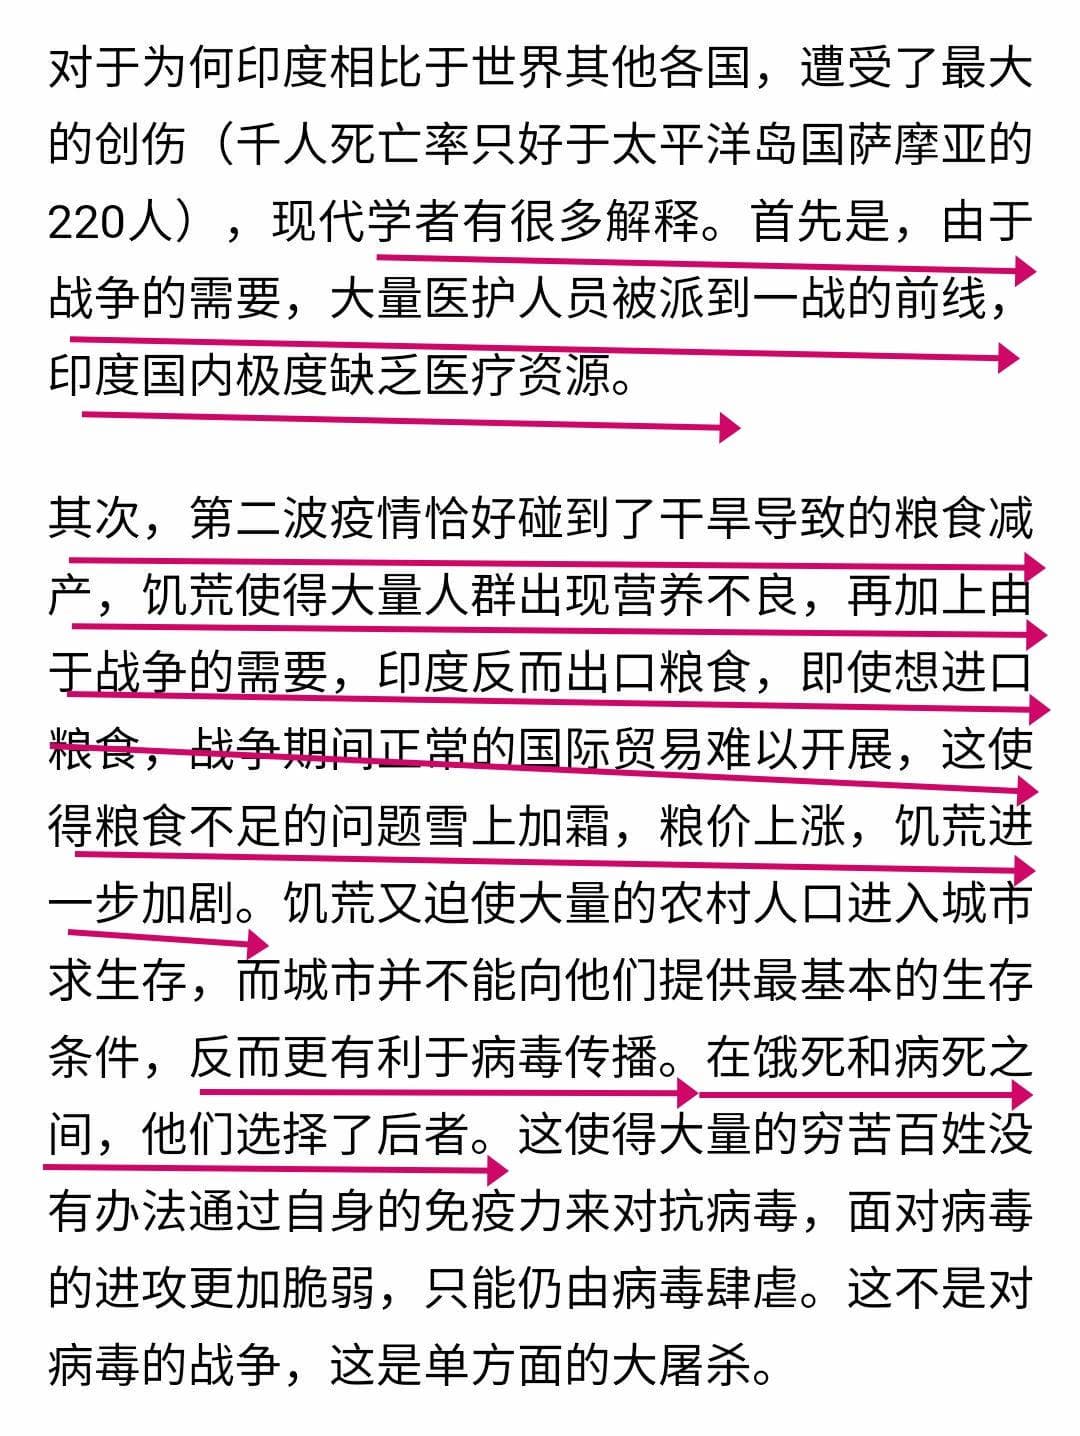 对于为何印度相比于世界其他各国，遭受了最大
的创伤（千人死亡率只好于太平洋岛国萨摩亚的
220人），现代学者有很多解释。首先是，由于
战争的需要，大量医护人员被派到一战的前线，
印度国内极度缺乏医疗资源。
其次，第二波疫情恰好碰到了干旱导致的粮食减
产，饥荒使得大量人群出现营养不良，再加上由
于战争的需要，印度反而出口粮食，即使想进口
粮食，战争期间正常的国际贸易难以开展，这使
得粮食不足的问题雪上加霜，粮价上涨，饥荒进
一步加剧。饥荒又迫使大量的农村人口进入城市
求生存，而城市并不能向他们提供最基本的生存
条件，反而更有利于病毒传播。在饿死和病死之
间，他们选择了后者。这使得大量的穷苦百姓没
有办法通过自身的免疫力来对抗病毒，面对病毒
的进攻更加脆弱，只能仍由病毒肆虐。这不是对
病毒的战争，这是单方面的大屠杀。